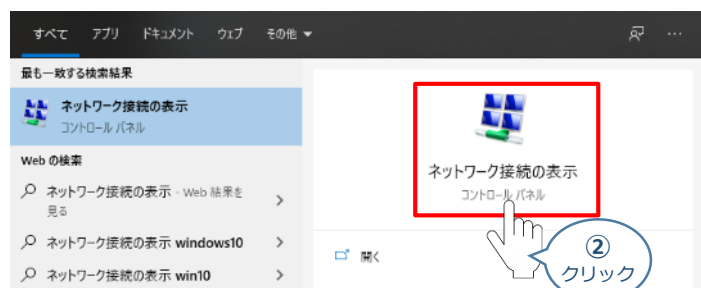 すべて アプリ ドキュメント ウェブ その他 ▼ …
最も一致する検索結果
ネットワーク接続の表示
コントロール パネル
Web の検索
ネットワーク接続の表示 - Web 結果を
見る
ネットワーク接続の表示 windows10
ネットワーク接続の表示 win10
ネットワーク接続の表示
コントロール パネル
開く
②
クリック